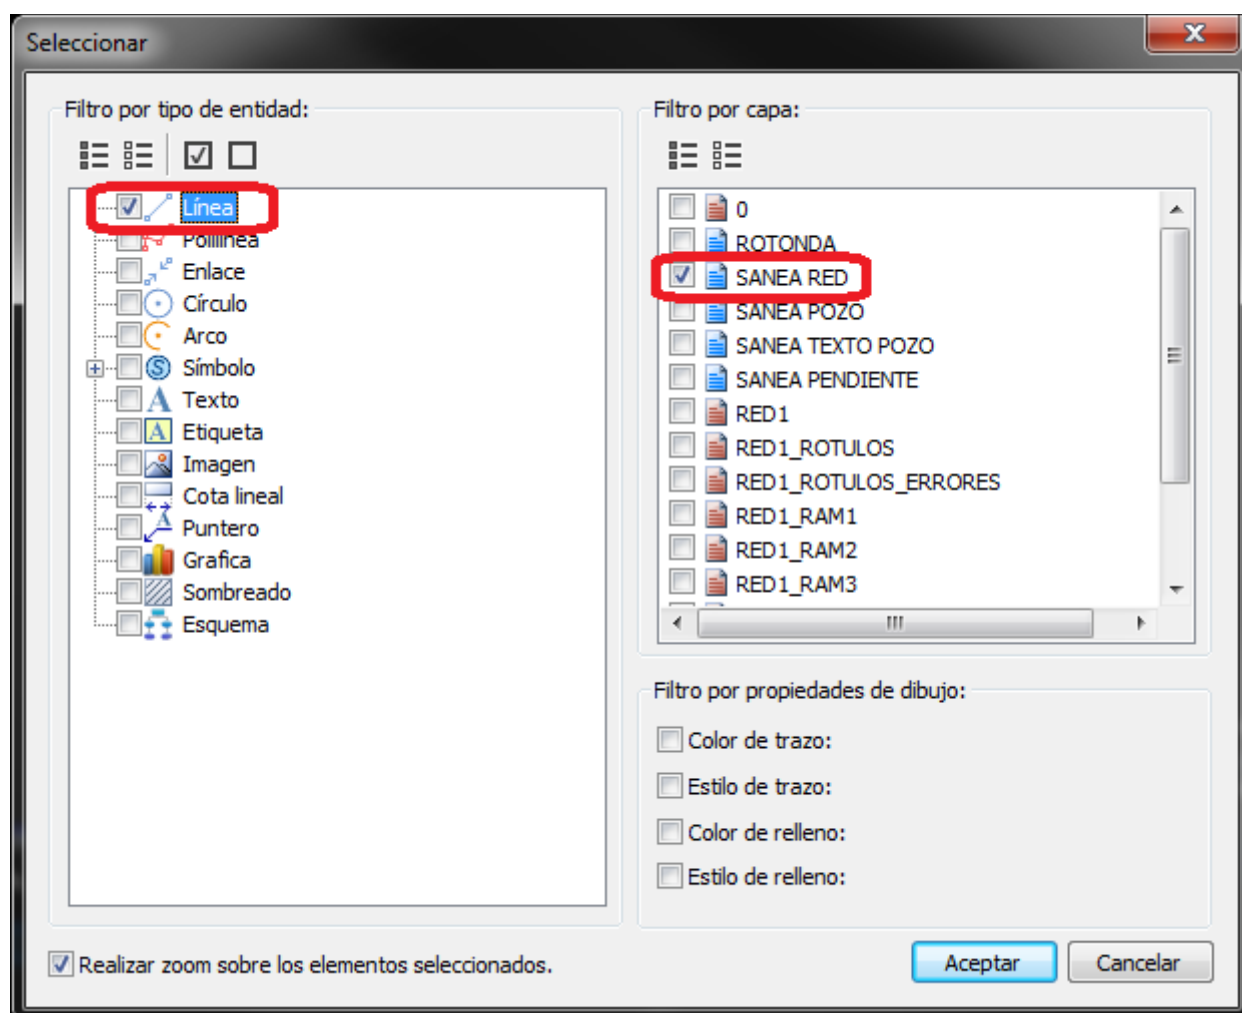 Seleccionar
Filtro por tipo de entidad:
Línea
Polilínea
Enlace
Círculo
Arco
Símbolo
Texto
Etiqueta
Imagen
Cota lineal
Puntero
Grafica
Sombreado
Esquema
Filtro por capa:
0
ROTONDA
SANEA RED
SANEA POZO
SANEA TEXTO POZO
SANEA PENDIENTE
RED1
RED1_ROTULOS
RED1_ROTULOS_ERRORES
RED1_RAM1
RED1_RAM2
RED1_RAM3
Filtro por propiedades de dibujo:
Color de trazo:
Estilo de trazo:
Color de relleno:
Estilo de relleno:
Realizar zoom sobre los elementos seleccionados.
Aceptar
Cancelar